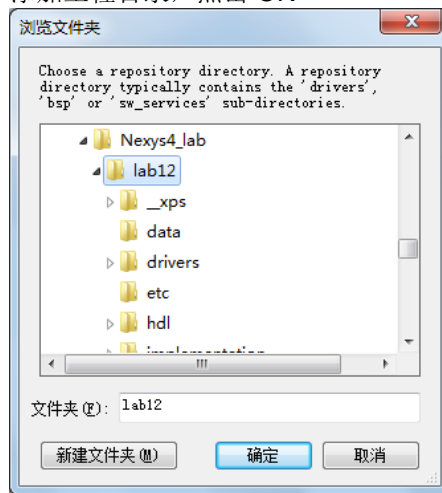 浏览文件夹
Choose a repository directory. A repository
directory typically contains the 'drivers',
'bsp' or 'sw_services' sub-directories.
Nexys4_lab
lab12
__xps
data
drivers
etc
hdl
文件夹(F): lab12
新建文件夹(M) 确定 取消